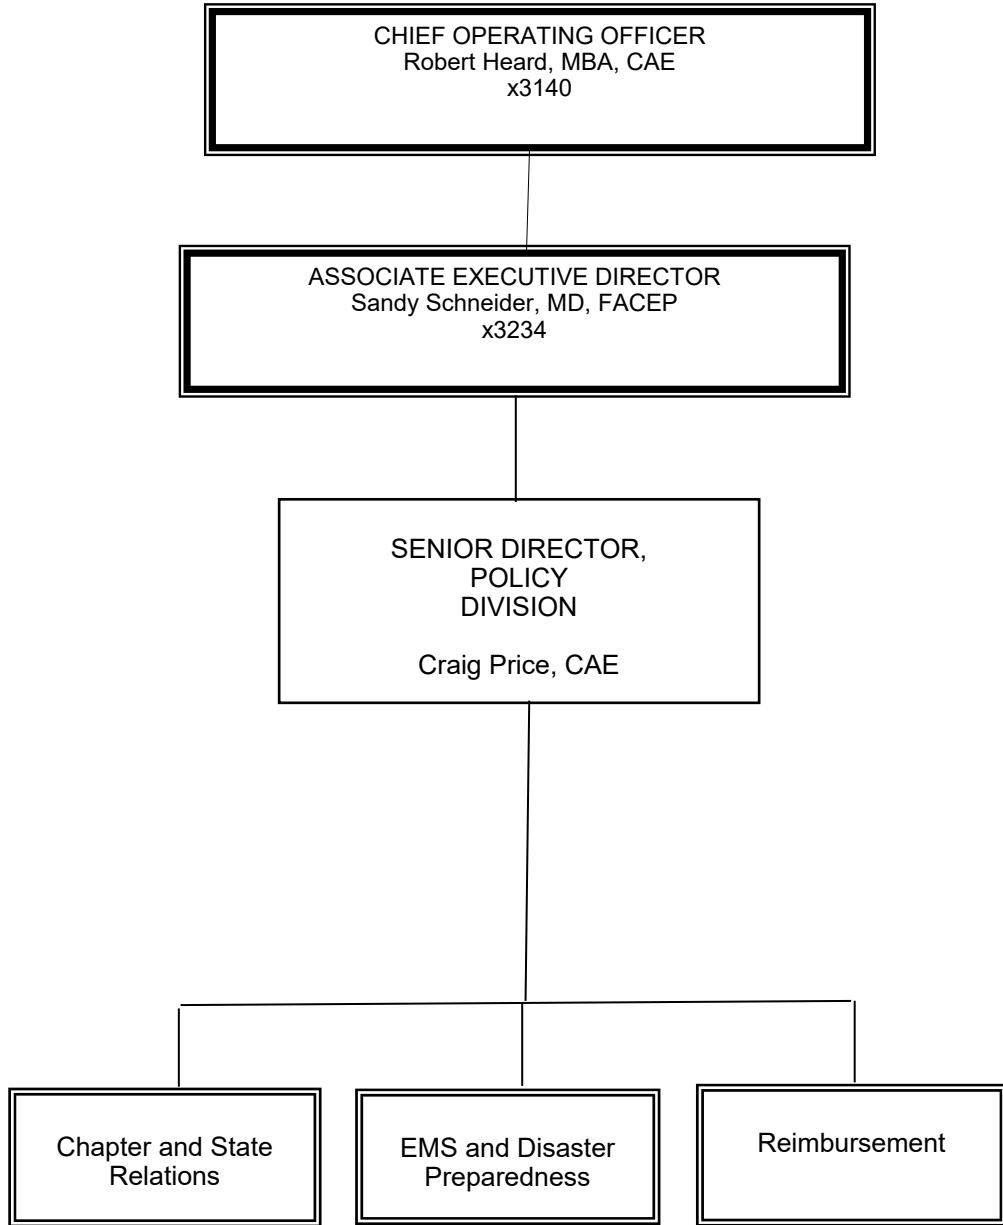 CHIEF OPERATING OFFICER
Robert Heard, MBA, CAE
x3140
ASSOCIATE EXECUTIVE DIRECTOR
Sandy Schneider, MD, FACEP
x3234
SENIOR DIRECTOR,
POLICY
DIVISION
Craig Price, CAE
Chapter and State
Relations
EMS and Disaster
Preparedness
Reimbursement